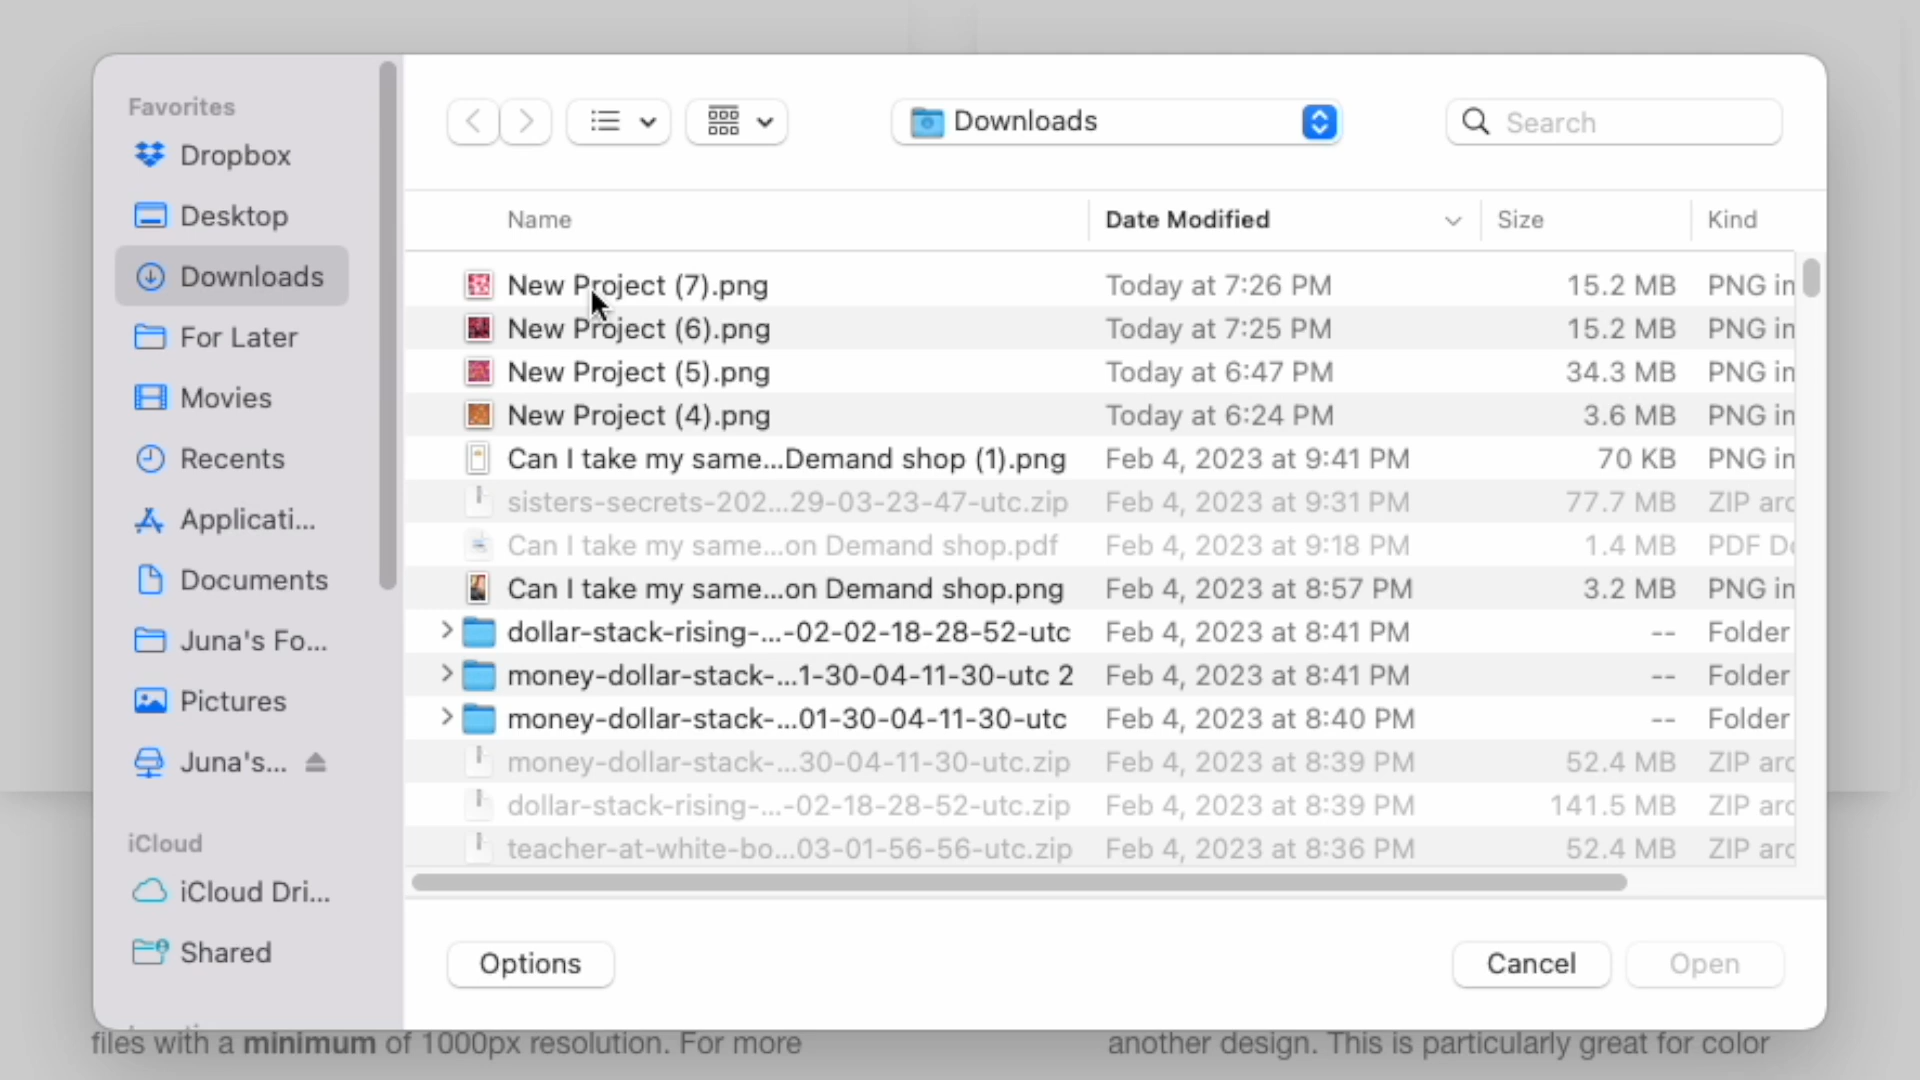 Favorites
Dropbox
Desktop
Downloads
For Later
Movies
Recents
Applicati...
Documents
Juna's Fo...
Pictures
Juna's...
iCloud
iCloud Dri...
Shared
Downloads
Search
Name Date Modified Size Kind
New Project (7).png Today at 7:26 PM 15.2 MB PNG in
New Project (6).png Today at 7:25 PM 15.2 MB PNG in
New Project (5).png Today at 6:47 PM 34.3 MB PNG in
New Project (4).png Today at 6:24 PM 3.6 MB PNG in
Can I take my same...Demand shop (1).png Feb 4, 2023 at 9:41 PM 70 KB PNG in
sisters-secrets-202...29-03-23-47-utc.zip Feb 4, 2023 at 9:31 PM 77.7 MB ZIP arc
Can I take my same...on Demand shop.pdf Feb 4, 2023 at 9:18 PM 1.4 MB PDF Do
Can I take my same...on Demand shop.png Feb 4, 2023 at 8:57 PM 3.2 MB PNG in
dollar-stack-rising-...-02-02-18-28-52-utc Feb 4, 2023 at 8:41 PM -- Folder
money-dollar-stack-...1-30-04-11-30-utc 2 Feb 4, 2023 at 8:41 PM -- Folder
money-dollar-stack-...01-30-04-11-30-utc Feb 4, 2023 at 8:40 PM -- Folder
money-dollar-stack-...30-04-11-30-utc.zip Feb 4, 2023 at 8:39 PM 52.4 MB ZIP arc
dollar-stack-rising-...-02-18-28-52-utc.zip Feb 4, 2023 at 8:39 PM 141.5 MB ZIP arc
teacher-at-white-bo...03-01-56-56-utc.zip Feb 4, 2023 at 8:36 PM 52.4 MB ZIP arc
Options
Cancel
Open
files with a minimum of 1000px resolution. For more
another design. This is particularly great for color